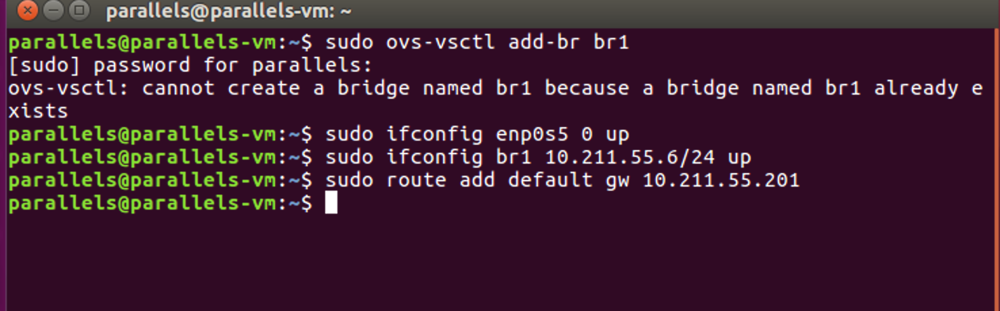 parallels@parallels-vm: ~
parallels@parallels-vm:~$ sudo ovs-vsctl add-br br1
[sudo] password for parallels:
ovs-vsctl: cannot create a bridge named br1 because a bridge named br1 already e
xists
parallels@parallels-vm:~$ sudo ifconfig enp0s5 0 up
parallels@parallels-vm:~$ sudo ifconfig br1 10.211.55.6/24 up
parallels@parallels-vm:~$ sudo route add default gw 10.211.55.201
parallels@parallels-vm:~$